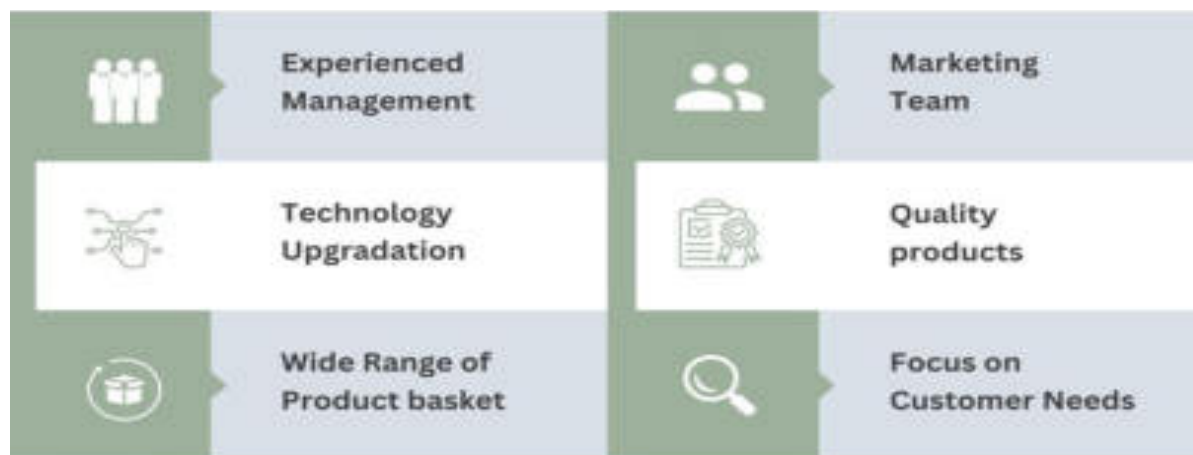 Experienced
Management
Marketing
Team
Technology
Upgradation
Quality
products
Wide Range of
Product basket
Focus on
Customer Needs